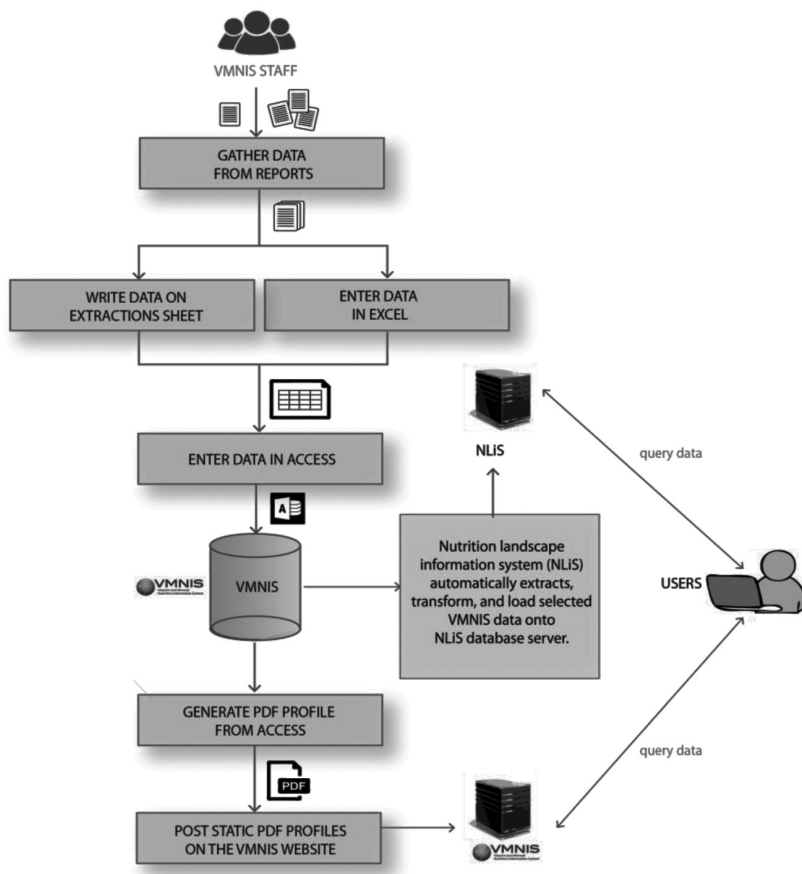 VMNIS STAFF
GATHER DATA
FROM REPORTS
WRITE DATA ON
EXTRACTIONS SHEET
ENTER DATA
IN EXCEL
ENTER DATA IN ACCESS
A
NLiS
query data
VMNIS
VMNIS
Nutrition landscape
information system (NLiS)
automatically extracts,
transform, and load selected
VMNIS data onto
NLiS database server.
USERS
GENERATE PDF PROFILE
FROM ACCESS
PDF
query data
POST STATIC PDF PROFILES
ON THE VMNIS WEBSITE
VMNIS